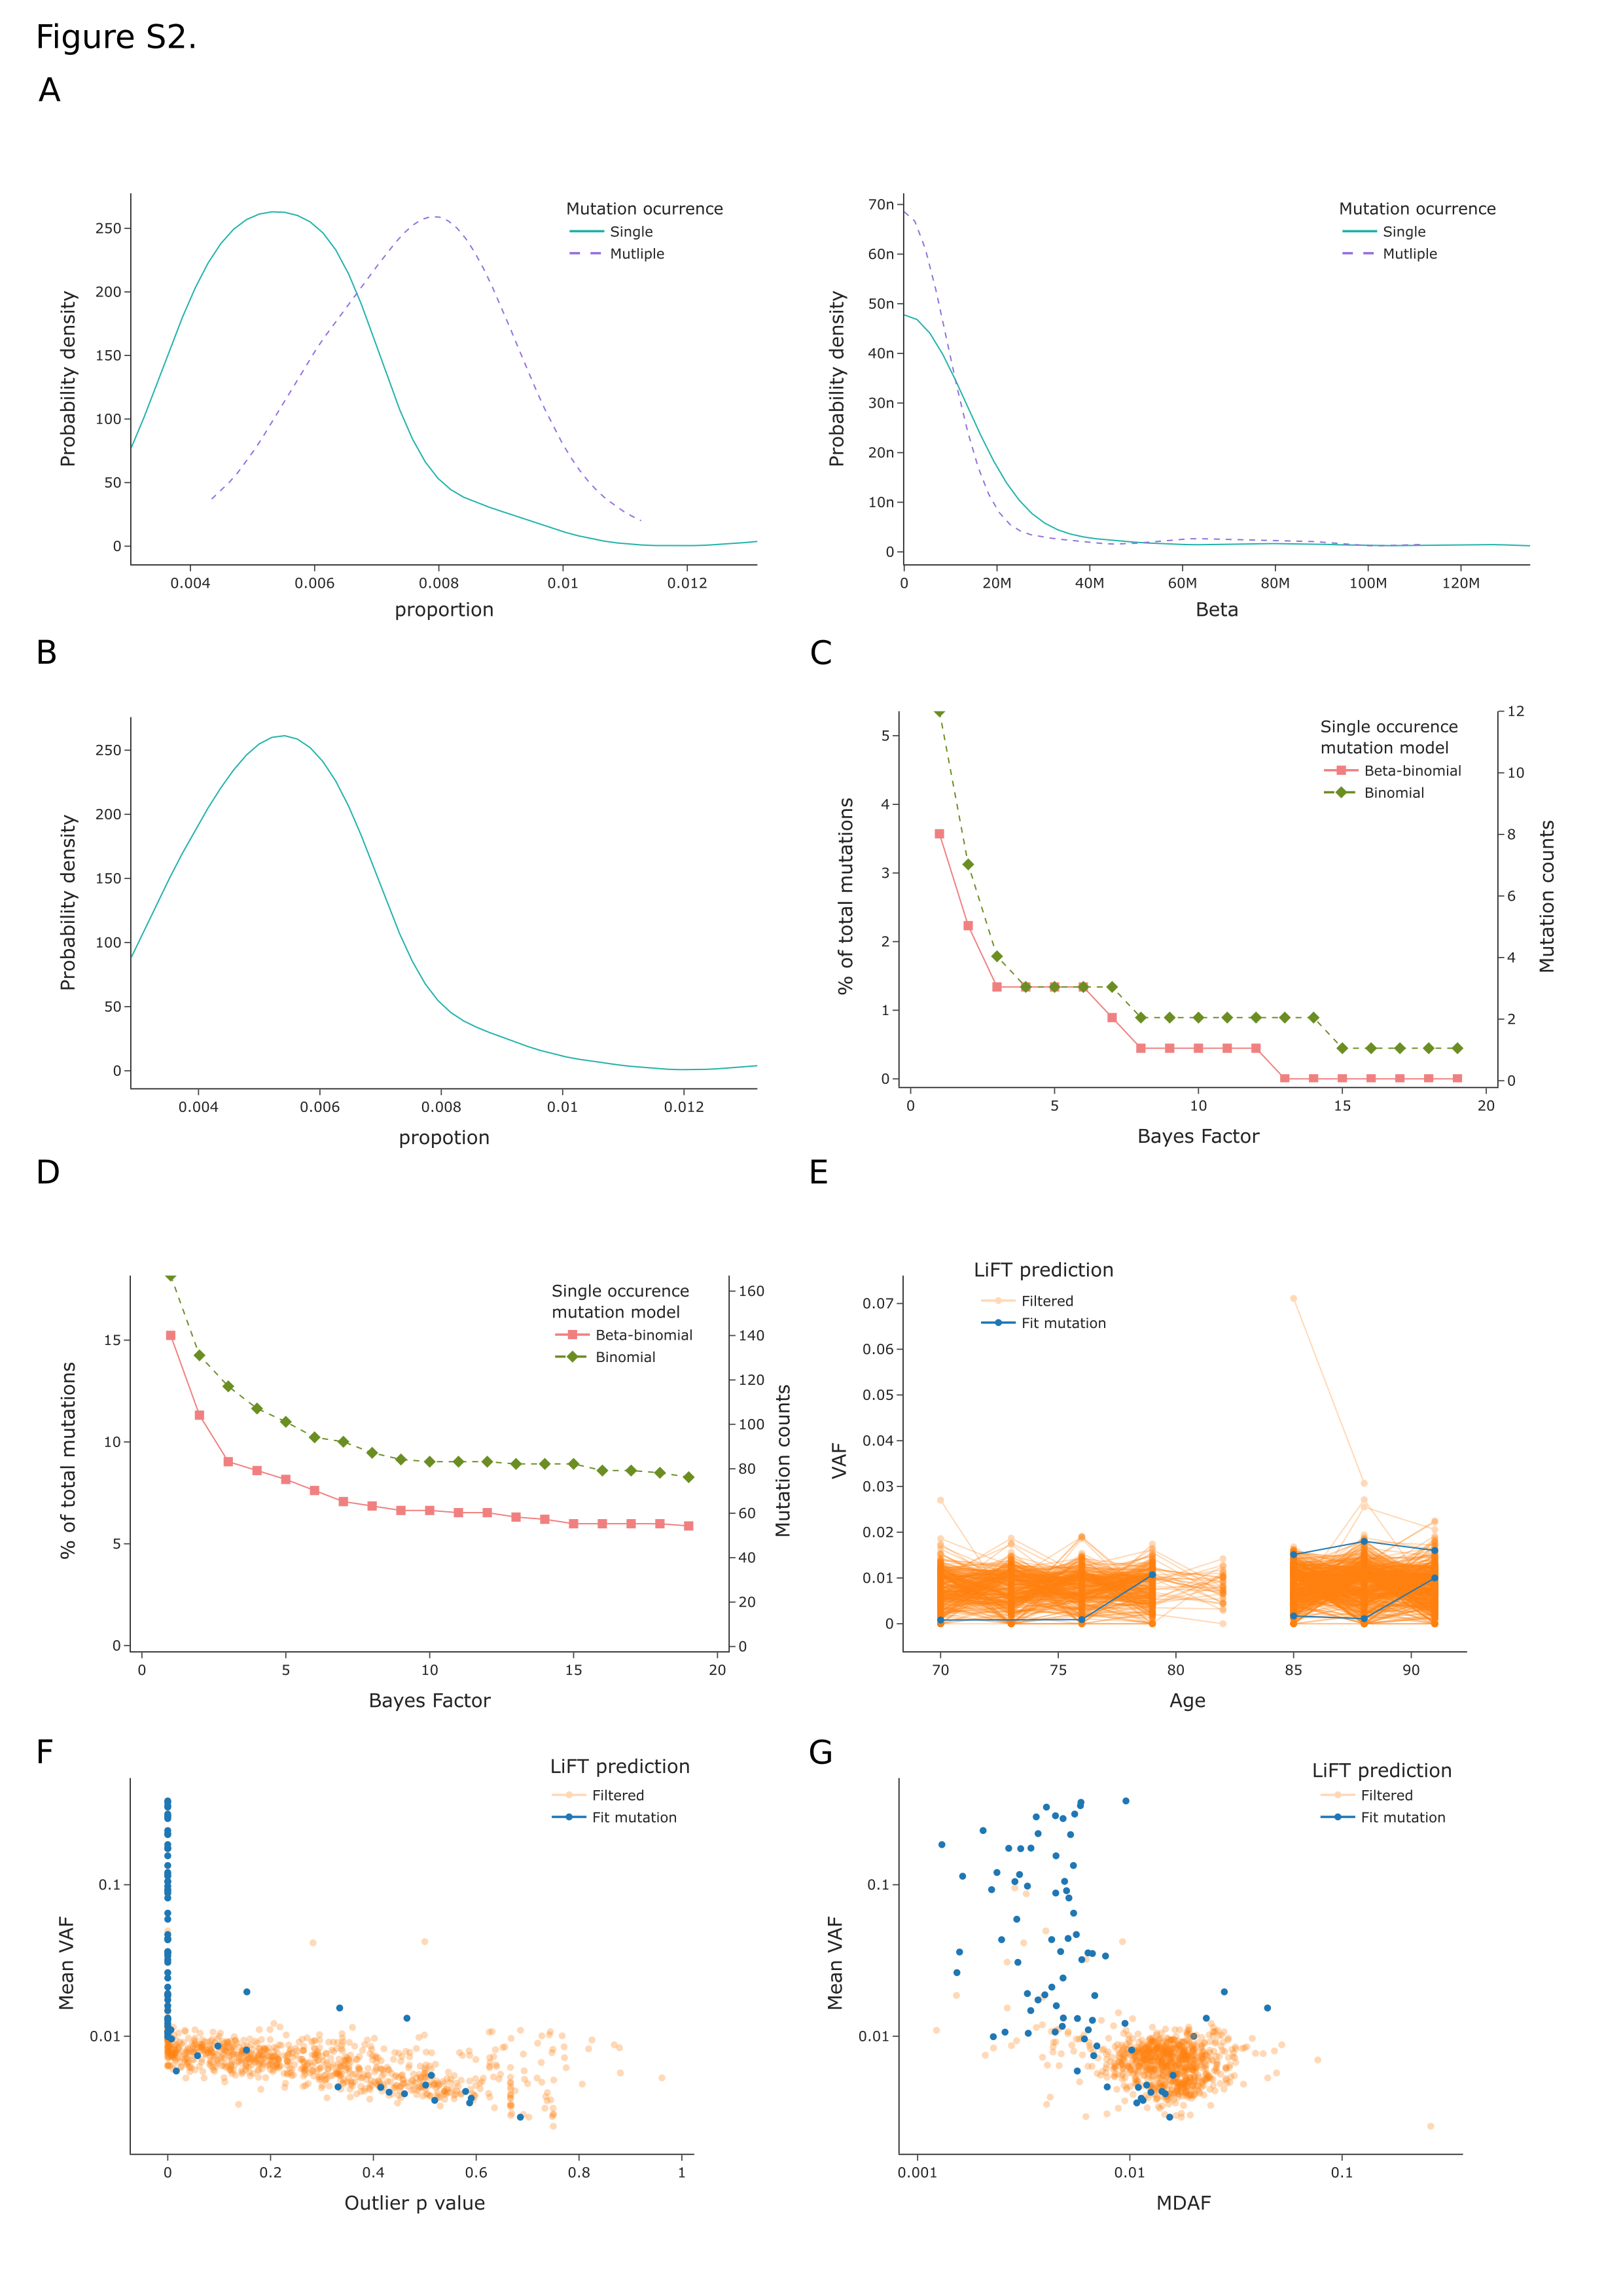 Figure S2.
A
Mutation ocurrence
Single
Mutliple
250
200
150
100
50
0
0.004 0.006 0.008 0.01 0.012
Probability density
proportion
Mutation ocurrence
Single
Mutliple
70n
60n
50n
40n
30n
20n
10n
0
0 20M 40M 60M 80M 100M 120M
Probability density
Beta
B
250
200
150
100
50
0
0.004 0.006 0.008 0.01 0.012
Probability density
propotion
C
Single occurence
mutation model
Beta-binomial
Binomial
5
4
3
2
1
0
12
10
8
6
4
2
0
0 5 10 15 20
% of total mutations
Mutation counts
Bayes Factor
D
Single occurence
mutation model
Beta-binomial
Binomial
15
10
5
0
160
140
120
100
80
60
40
20
0
0 5 10 15 20
% of total mutations
Mutation counts
Bayes Factor
E
LiFT prediction
Filtered
Fit mutation
0.07
0.06
0.05
0.04
0.03
0.02
0.01
0
70 75 80 85 90
VAF
Age
F
LiFT prediction
Filtered
Fit mutation
0.1
0.01
0 0.2 0.4 0.6 0.8 1
Mean VAF
Outlier p value
G
LiFT prediction
Filtered
Fit mutation
0.1
0.01
0.001 0.01 0.1
Mean VAF
MDAF